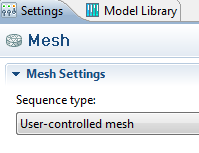 Settings Model Library
Mesh
Mesh Settings
Sequence type:
User-controlled mesh